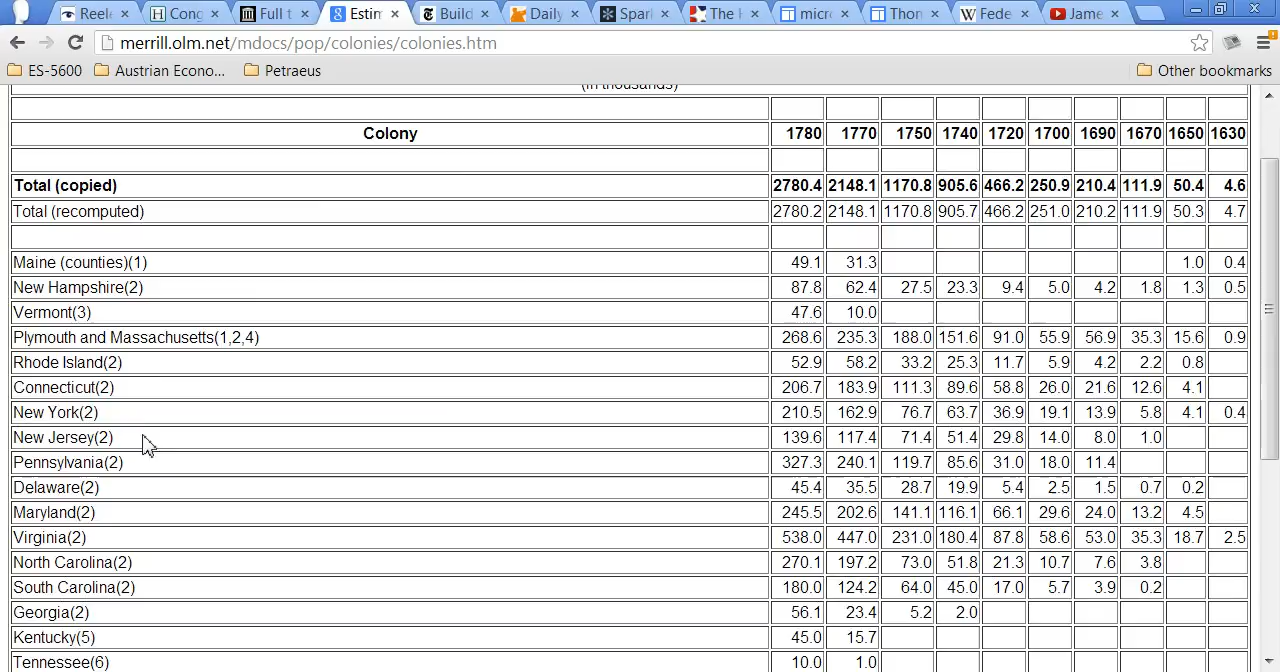 Reele Cong Full t Estin Build Daily Spar The micr Thon Fede Jame
merrill.olm.net/mdocs/pop/colonies/colonies.htm
ES-5600 Austrian Econo... Petraeus Other bookmarks
(in thousands)
Colony 1780 1770 1750 1740 1720 1700 1690 1670 1650 1630
Total (copied) 2780.4 2148.1 1170.8 905.6 466.2 250.9 210.4 111.9 50.4 4.6
Total (recomputed) 2780.2 2148.1 1170.8 905.7 466.2 251.0 210.2 111.9 50.3 4.7
Maine (counties)(1) 49.1 31.3 1.0 0.4
New Hampshire(2) 87.8 62.4 27.5 23.3 9.4 5.0 4.2 1.8 1.3 0.5
Vermont(3) 47.6 10.0
Plymouth and Massachusetts(1,2,4) 268.6 235.3 188.0 151.6 91.0 55.9 56.9 35.3 15.6 0.9
Rhode Island(2) 52.9 58.2 33.2 25.3 11.7 5.9 4.2 2.2 0.8
Connecticut(2) 206.7 183.9 111.3 89.6 58.8 26.0 21.6 12.6 4.1
New York(2) 210.5 162.9 76.7 63.7 36.9 19.1 13.9 5.8 4.1 0.4
New Jersey(2) 139.6 117.4 71.4 51.4 29.8 14.0 8.0 1.0
Pennsylvania(2) 327.3 240.1 119.7 85.6 31.0 18.0 11.4
Delaware(2) 45.4 35.5 28.7 19.9 5.4 2.5 1.5 0.7 0.2
Maryland(2) 245.5 202.6 141.1 116.1 66.1 29.6 24.0 13.2 4.5
Virginia(2) 538.0 447.0 231.0 180.4 87.8 58.6 53.0 35.3 18.7 2.5
North Carolina(2) 270.1 197.2 73.0 51.8 21.3 10.7 7.6 3.8
South Carolina(2) 180.0 124.2 64.0 45.0 17.0 5.7 3.9 0.2
Georgia(2) 56.1 23.4 5.2 2.0
Kentucky(5) 45.0 15.7
Tennessee(6) 10.0 1.0